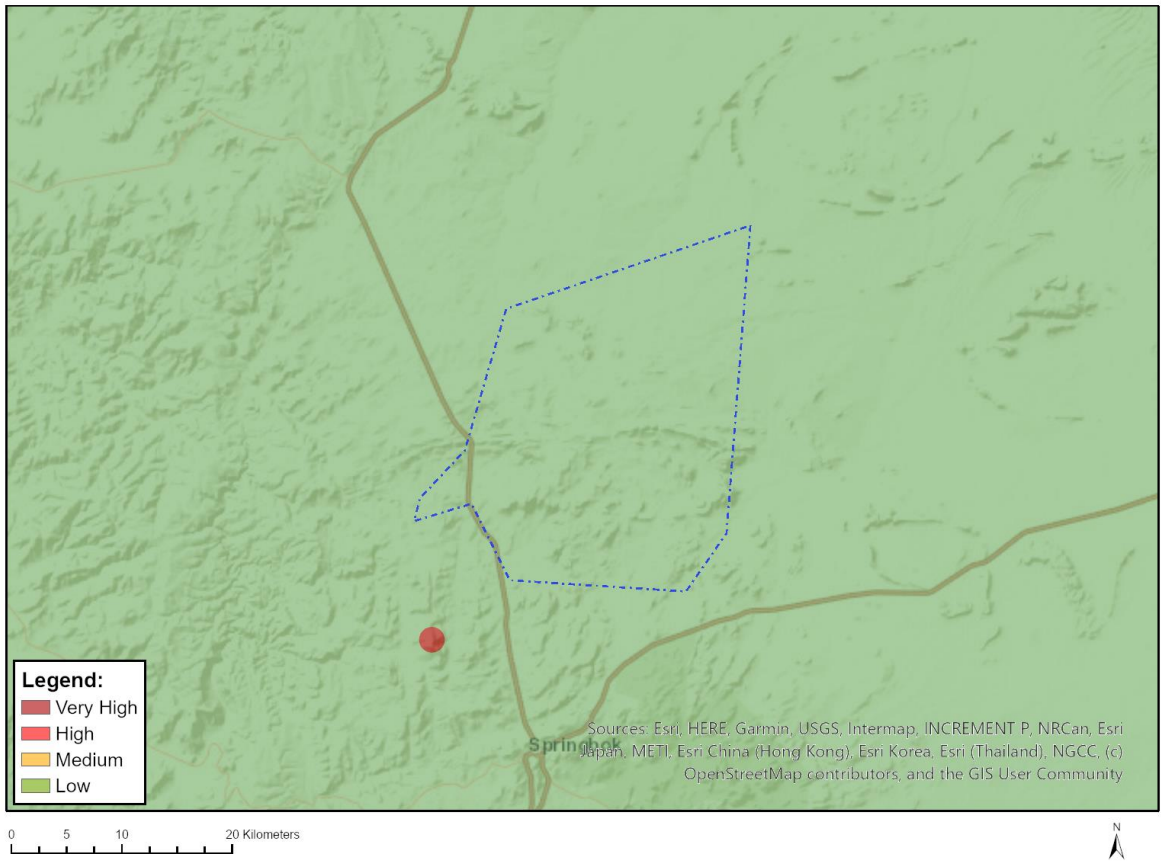 Legend:
Very High
High
Medium
Low
Springbok
Sources: Esri, HERE, Garmin, USGS, Intermap, INCREMENT P, NRCan, Esri
Japan, METI, Esri China (Hong Kong), Esri Korea, Esri (Thailand), NGCC, (c)
OpenStreetMap contributors, and the GIS User Community
0 5 10 20 Kilometers
N